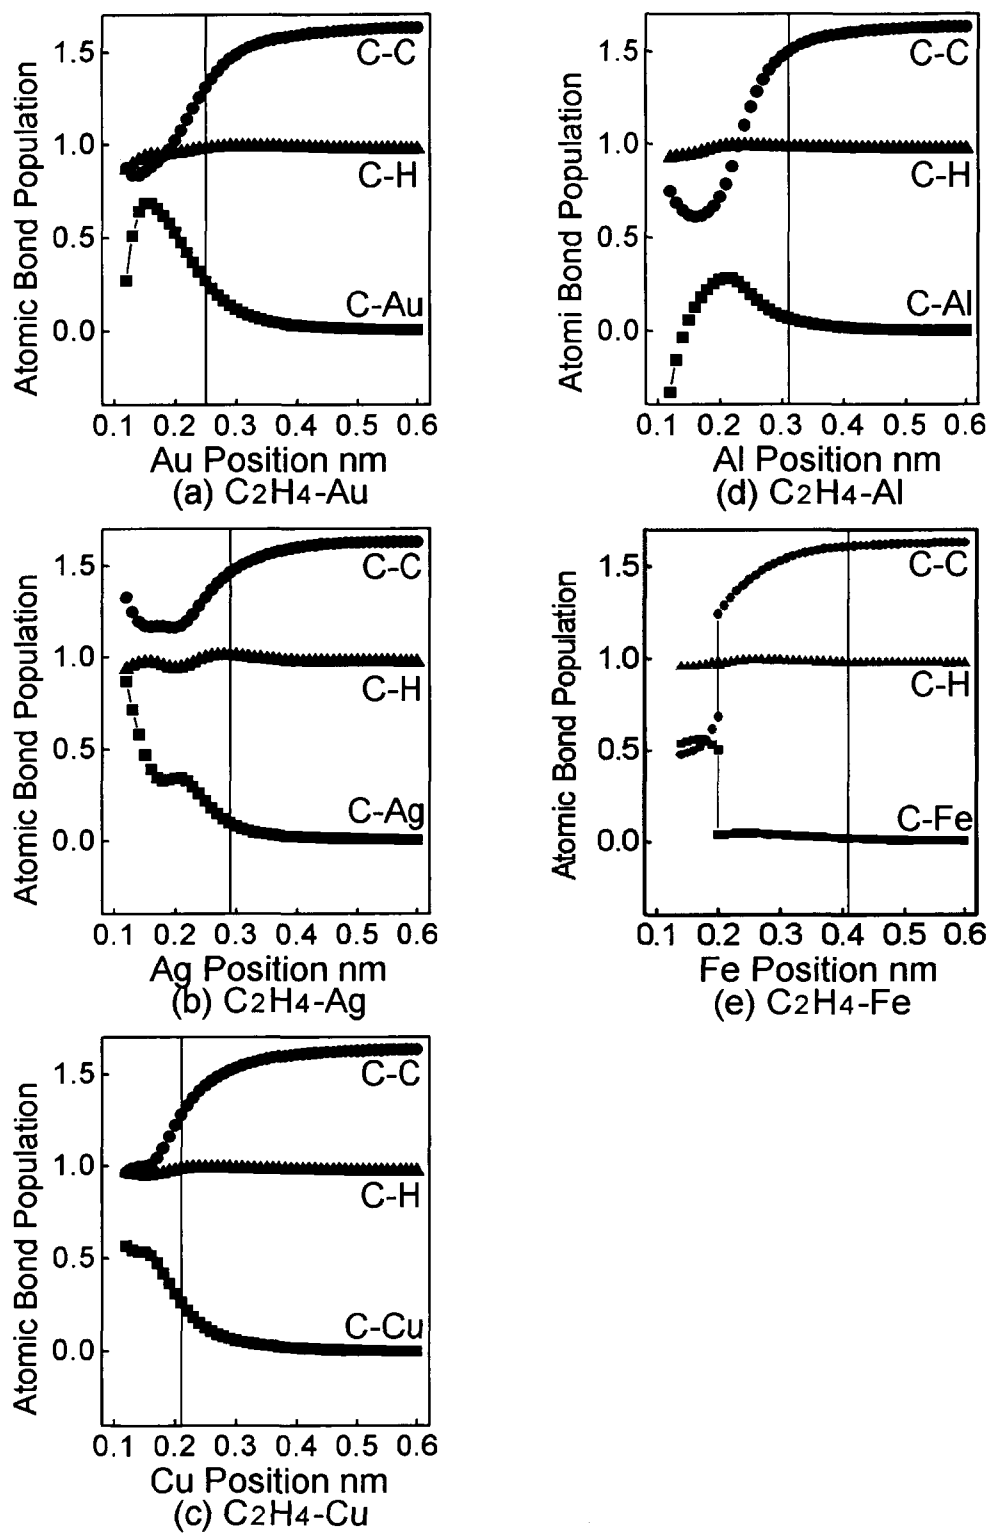 Atomic Bond Population
1.5
1.0
0.5
0.0
C-C
C-H
C-Au
0.1 0.2 0.3 0.4 0.5 0.6
Au Position nm
(a) C2H4-Au
Atomi Bond Population
1.5
1.0
0.5
0.0
C-C
C-H
C-Al
0.1 0.2 0.3 0.4 0.5 0.6
Al Position nm
(d) C2H4-Al
Atomic Bond Population
1.5
1.0
0.5
0.0
C-C
C-H
C-Ag
0.1 0.2 0.3 0.4 0.5 0.6
Ag Position nm
(b) C2H4-Ag
Atomic Bond Population
1.5
1.0
0.5
0.0
C-C
C-H
C-Fe
0.1 0.2 0.3 0.4 0.5 0.6
Fe Position nm
(e) C2H4-Fe
Atomic Bond Population
1.5
1.0
0.5
0.0
C-C
C-H
C-Cu
0.1 0.2 0.3 0.4 0.5 0.6
Cu Position nm
(c) C2H4-Cu